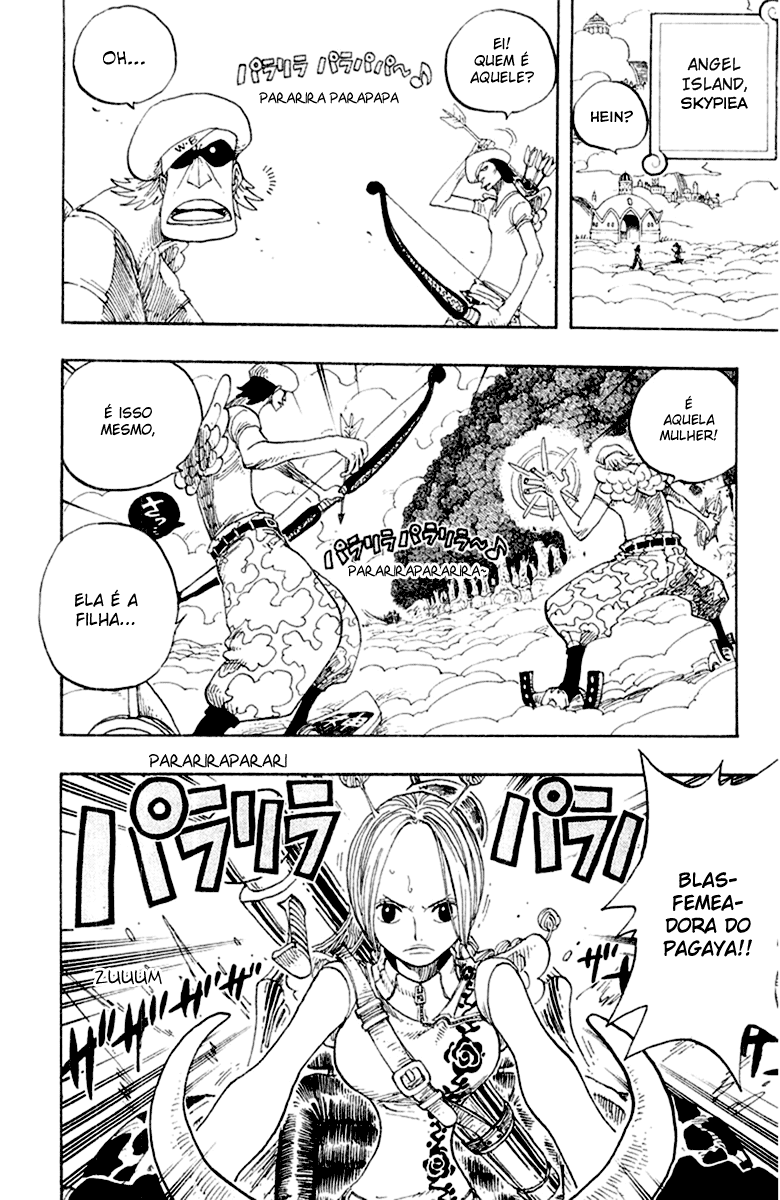 ANGEL
ISLAND,
SKYPIEA
HEIN?
EI!
QUEM É
AQUELE?
パラリラ パラパパ~♪
PARARIRA PARAPAPA
OH...
W・E
É
AQUELA
MULHER!
É ISSO
MESMO,
パラリラ パラリラ~♪
PARARIRAPARARIRA~
ELA É A
FILHA...
PARARIRAPARARI
パラリラ
パラリ
BLAS-
FEMEA-
DORA DO
PAGAYA!!
ZUUUM